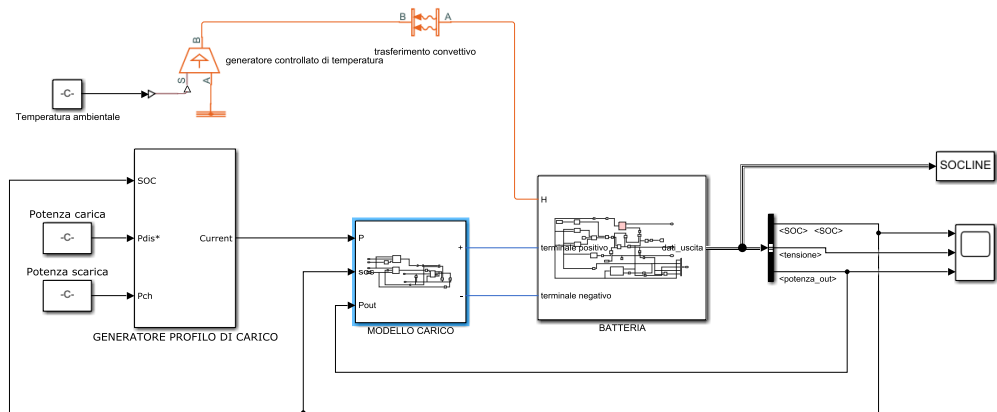 B
A
trasferimento convettivo
B
generatore controllato di temperatura
S
A
-C-
Temperatura ambientale
SOC
Potenza carica
-C-
Pdis*
Current
Potenza scarica
-C-
Pch
GENERATORE PROFILO DI CARICO
P
+
soc
Pout
-
MODELLO CARICO
H
terminale positivo
dati_uscita
terminale negativo
BATTERIA
SOCLINE
<SOC> <SOC>
<tensione>
<potenza_out>